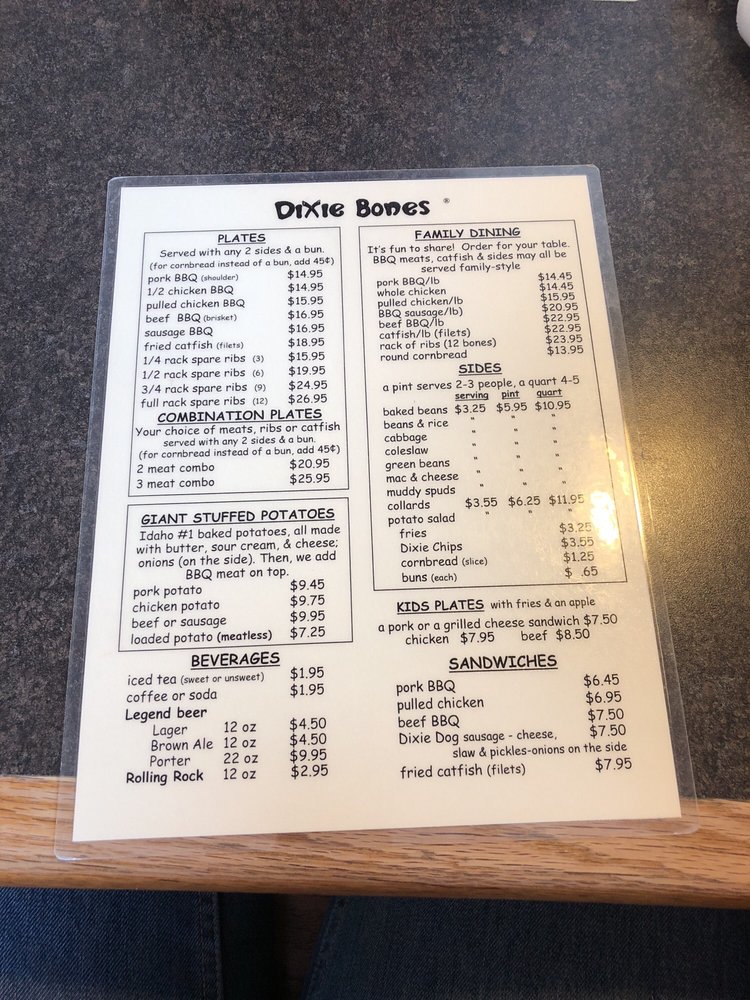 DIXIE BONES ®
PLATES
Served with any 2 sides & a bun.
(for cornbread instead of a bun, add 45¢)
pork BBQ (shoulder) $14.95
1/2 chicken BBQ $14.95
pulled chicken BBQ $15.95
beef BBQ (brisket) $16.95
sausage BBQ $16.95
fried catfish (filets) $18.95
1/4 rack spare ribs (3) $15.95
1/2 rack spare ribs (6) $19.95
3/4 rack spare ribs (9) $24.95
full rack spare ribs (12) $26.95
COMBINATION PLATES
Your choice of meats, ribs or catfish
served with any 2 sides & a bun.
(for cornbread instead of a bun, add 45¢)
2 meat combo $20.95
3 meat combo $25.95
GIANT STUFFED POTATOES
Idaho #1 baked potatoes, all made
with butter, sour cream, & cheese;
onions (on the side). Then, we add
BBQ meat on top.
pork potato $9.45
chicken potato $9.75
beef or sausage $9.95
loaded potato (meatless) $7.25
BEVERAGES
iced tea (sweet or unsweet) $1.95
coffee or soda $1.95
Legend beer
Lager 12 oz $4.50
Brown Ale 12 oz $4.50
Porter 22 oz $9.95
Rolling Rock 12 oz $2.95
FAMILY DINING
It's fun to share! Order for your table.
BBQ meats, catfish & sides may all be
served family-style
pork BBQ/lb $14.45
whole chicken $14.45
pulled chicken/lb $15.95
BBQ sausage/lb) $20.95
beef BBQ/lb $22.95
catfish/lb (filets) $22.95
rack of ribs (12 bones) $23.95
round cornbread $13.95
SIDES
a pint serves 2-3 people, a quart 4-5
serving pint quart
baked beans $3.25 $5.95 $10.95
beans & rice " " "
cabbage " " "
coleslaw " " "
green beans " " "
mac & cheese " " "
muddy spuds " " "
collards $3.55 $6.25 $11.95
potato salad " " "
fries $3.25
Dixie Chips $3.55
cornbread (slice) $1.25
buns (each) $ .65
KIDS PLATES with fries & an apple
a pork or a grilled cheese sandwich $7.50
chicken $7.95 beef $8.50
SANDWICHES
pork BBQ $6.45
pulled chicken $6.95
beef BBQ $7.50
Dixie Dog sausage - cheese, $7.50
slaw & pickles-onions on the side
fried catfish (filets) $7.95